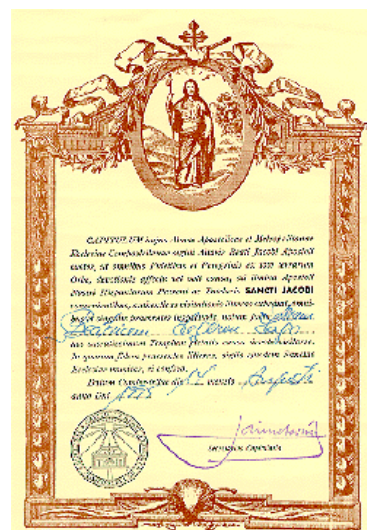 CAPITULUM hujus Almae Apostolicae et Metropolitanae
Ecclesiae Compostellanae sigilli Altaris Beati Jacobi Apostoli
custos, ut omnibus Fidelibus et Peregrinis ex toto terrarum
Orbe, devotionis affectu vel voti causa, ad limina Apostoli
Nostri Hispaniarum Patroni ac Tutelaris SANCTI JACOBI
convenientibus, authenticas visitationis litteras expediat, omni-
bus et singulis praesentes inspecturis, notum facit
Beatricem
hoc sacratissimum Templum pietatis causa devote visitasse.
In quorum fidem praesentes litteras, sigillo ejusdem Sanctae
Ecclesiae munitas, ei confero.
Datum Compostellae die mensis Augusti
anno Dni
Secretarius Capitularis